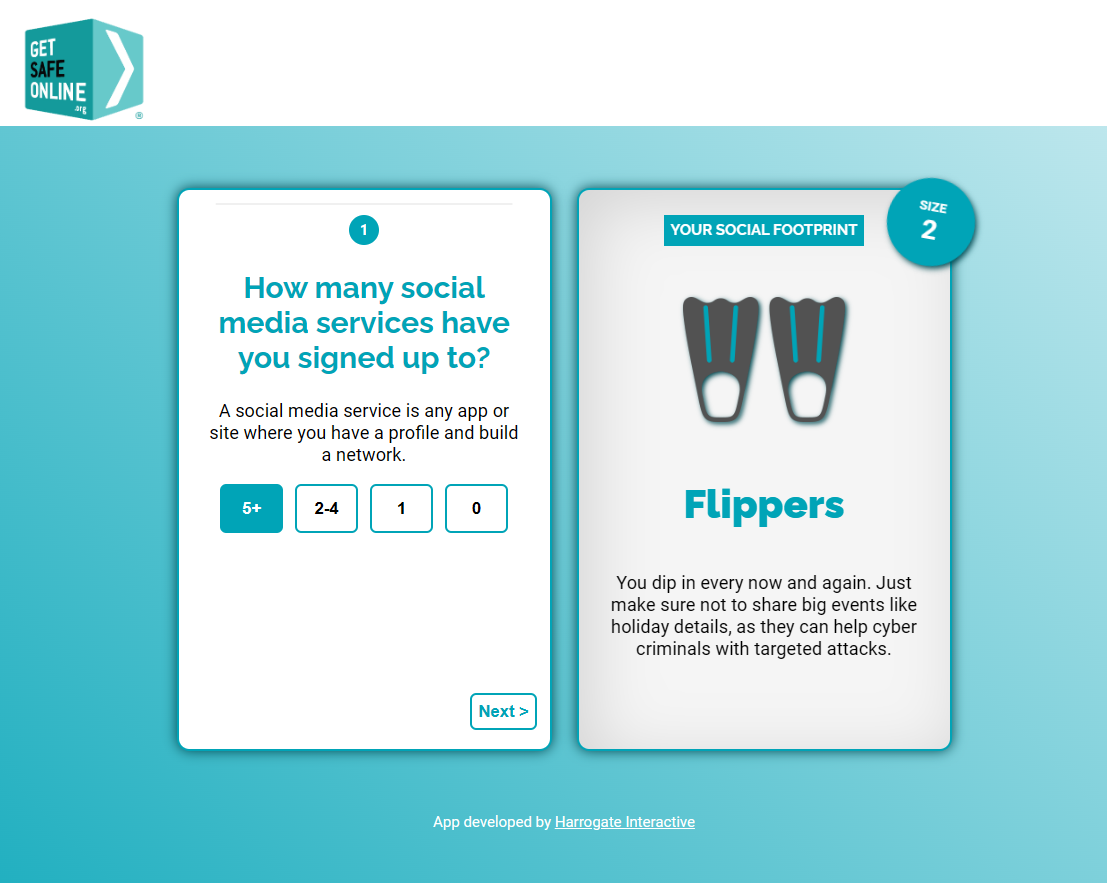 GET
SAFE
ONLINE
.org
®
1
How many social
media services have
you signed up to?
A social media service is any app or
site where you have a profile and build
a network.
5+ 2-4 1 0
Next >
YOUR SOCIAL FOOTPRINT
SIZE
2
Flippers
You dip in every now and again. Just
make sure not to share big events like
holiday details, as they can help cyber
criminals with targeted attacks.
App developed by Harrogate Interactive